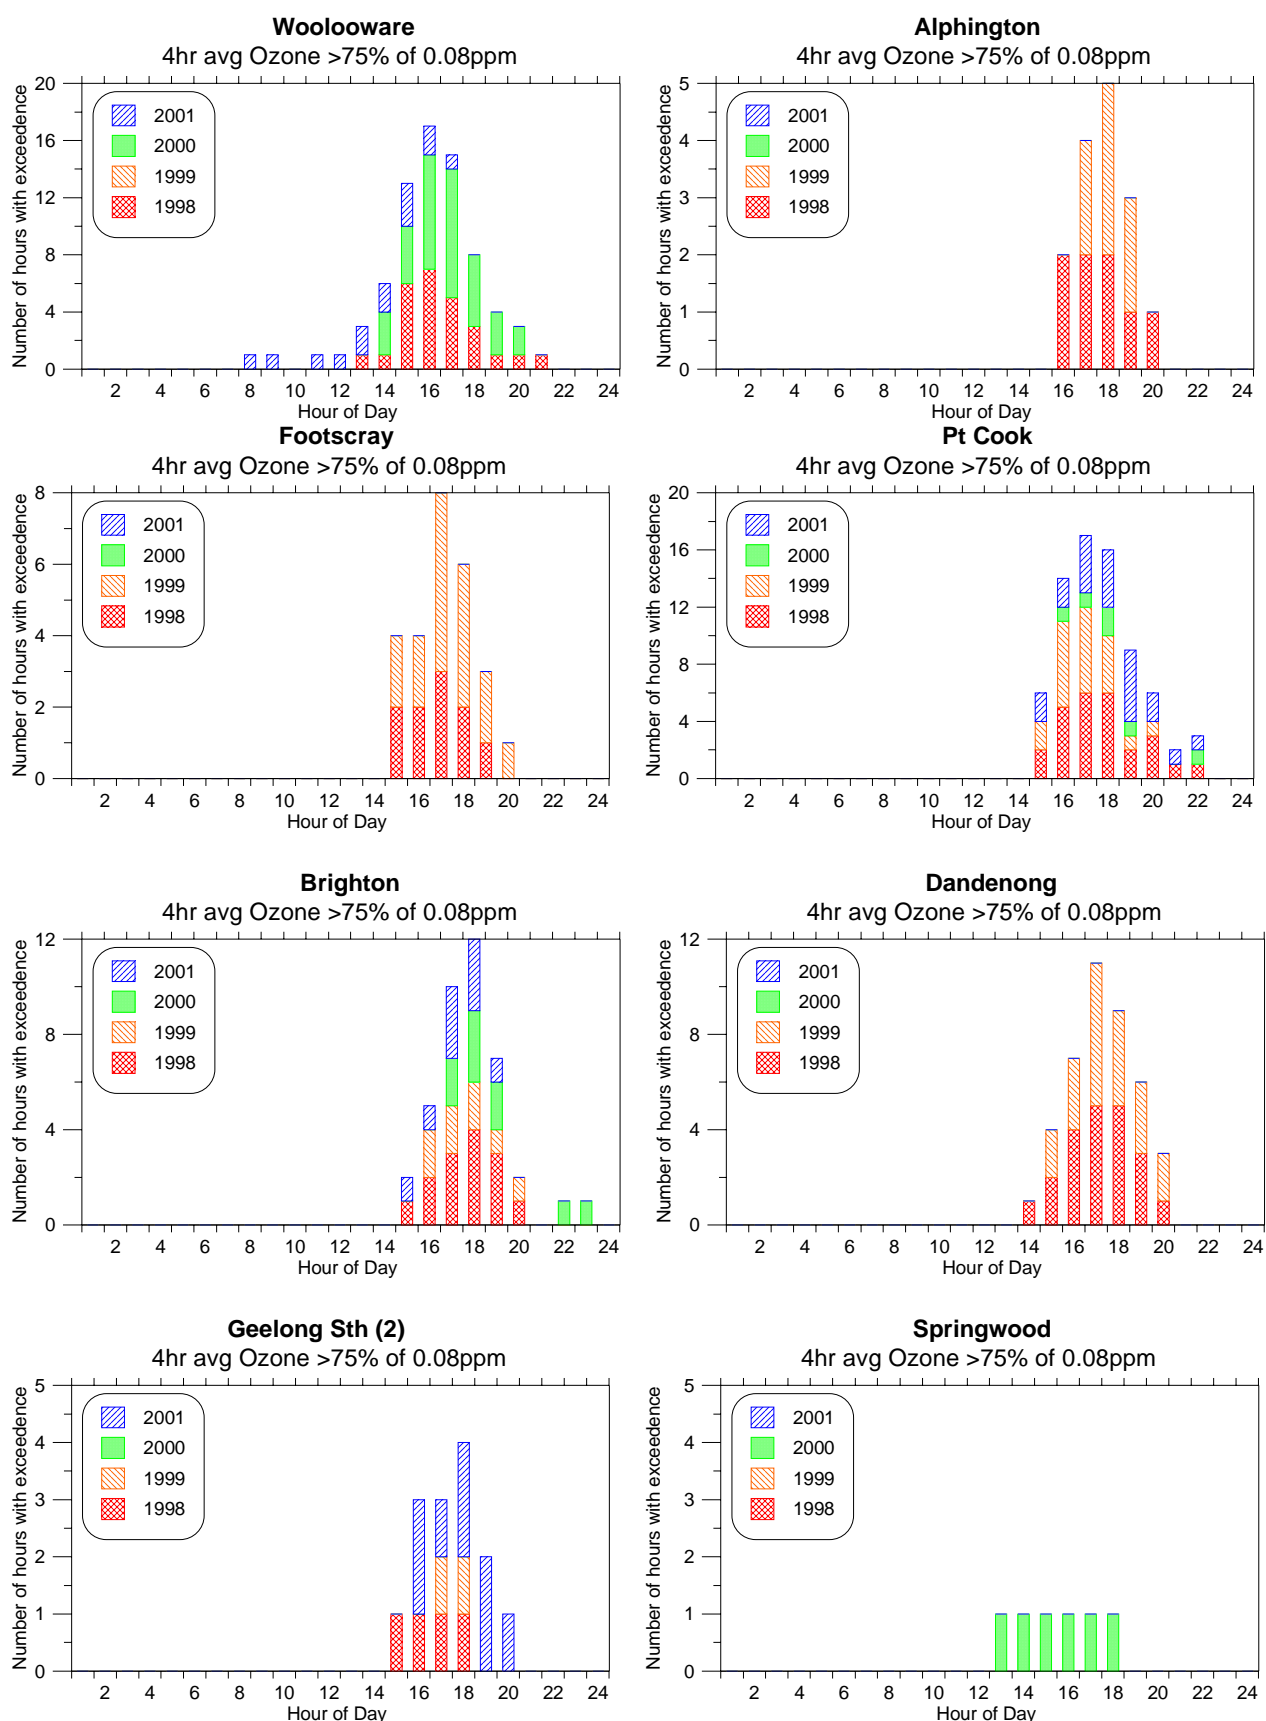 Woolooware
4hr avg Ozone >75% of 0.08ppm
Number of hours with exceedence
20
16
12
8
4
0
2001
2000
1999
1998
2 4 6 8 10 12 14 16 18 20 22 24
Hour of Day
Alphington
4hr avg Ozone >75% of 0.08ppm
Number of hours with exceedence
5
4
3
2
1
0
2001
2000
1999
1998
2 4 6 8 10 12 14 16 18 20 22 24
Hour of Day
Footscray
4hr avg Ozone >75% of 0.08ppm
Number of hours with exceedence
8
6
4
2
0
2001
2000
1999
1998
2 4 6 8 10 12 14 16 18 20 22 24
Hour of Day
Pt Cook
4hr avg Ozone >75% of 0.08ppm
Number of hours with exceedence
20
16
12
8
4
0
2001
2000
1999
1998
2 4 6 8 10 12 14 16 18 20 22 24
Hour of Day
Brighton
4hr avg Ozone >75% of 0.08ppm
Number of hours with exceedence
12
8
4
0
2001
2000
1999
1998
2 4 6 8 10 12 14 16 18 20 22 24
Hour of Day
Dandenong
4hr avg Ozone >75% of 0.08ppm
Number of hours with exceedence
12
8
4
0
2001
2000
1999
1998
2 4 6 8 10 12 14 16 18 20 22 24
Hour of Day
Geelong Sth (2)
4hr avg Ozone >75% of 0.08ppm
Number of hours with exceedence
5
4
3
2
1
0
2001
2000
1999
1998
2 4 6 8 10 12 14 16 18 20 22 24
Hour of Day
Springwood
4hr avg Ozone >75% of 0.08ppm
Number of hours with exceedence
5
4
3
2
1
0
2001
2000
1999
1998
2 4 6 8 10 12 14 16 18 20 22 24
Hour of Day